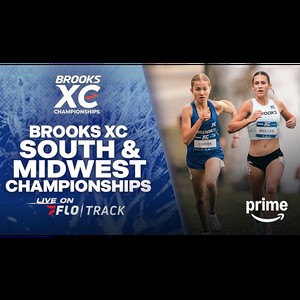 BROOKS
XC
CHAMPIONSHIPS
BROOKS XC
SOUTH &
MIDWEST
CHAMPIONSHIPS
LIVE ON
FLO|TRACK
prime